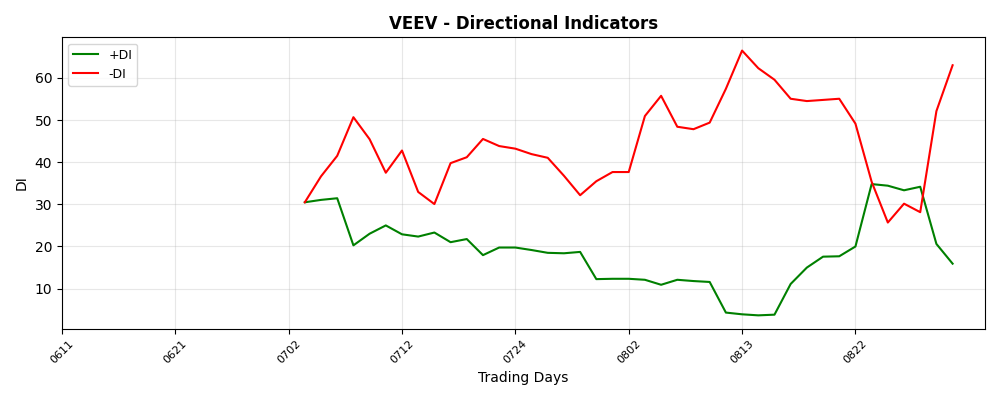 VEEV - Directional Indicators
+DI
-DI
DI
60
50
40
30
20
10
0611
0621
0702
0712
0724
0802
0813
0822
Trading Days